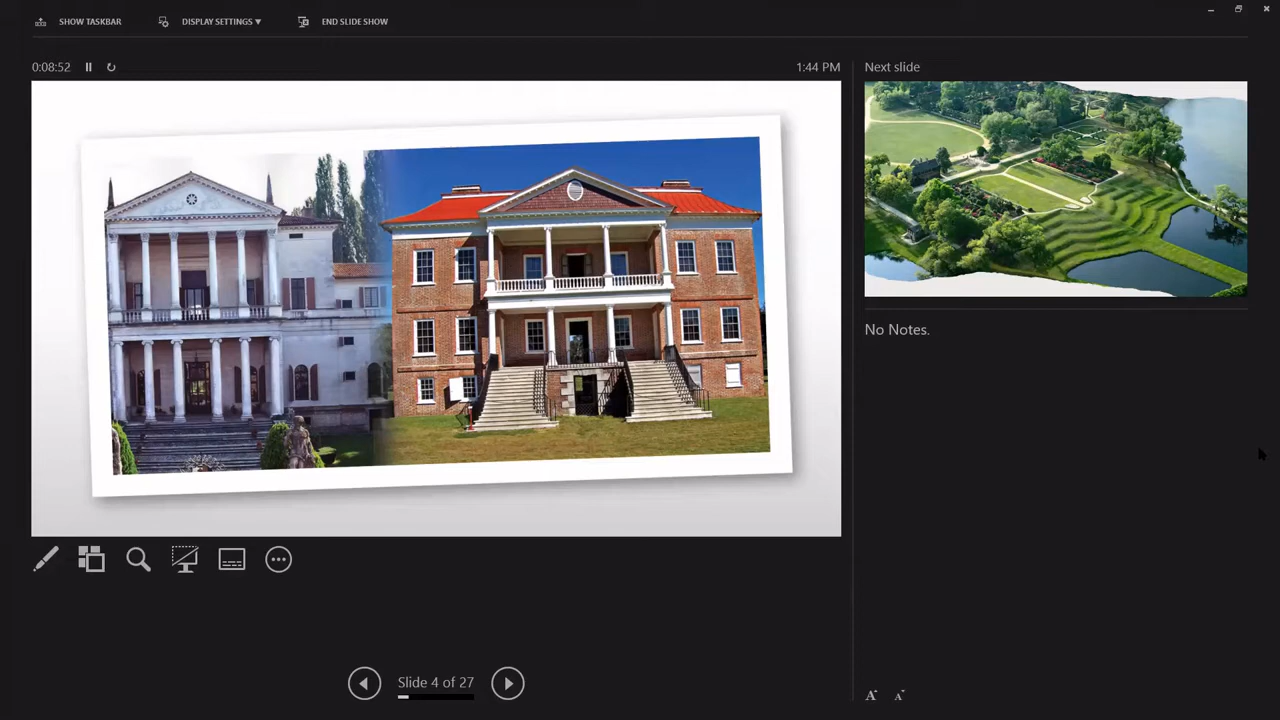 SHOW TASKBAR
DISPLAY SETTINGS ▼
END SLIDE SHOW
0:08:52
1:44 PM
Next slide
No Notes.
Slide 4 of 27
A
A